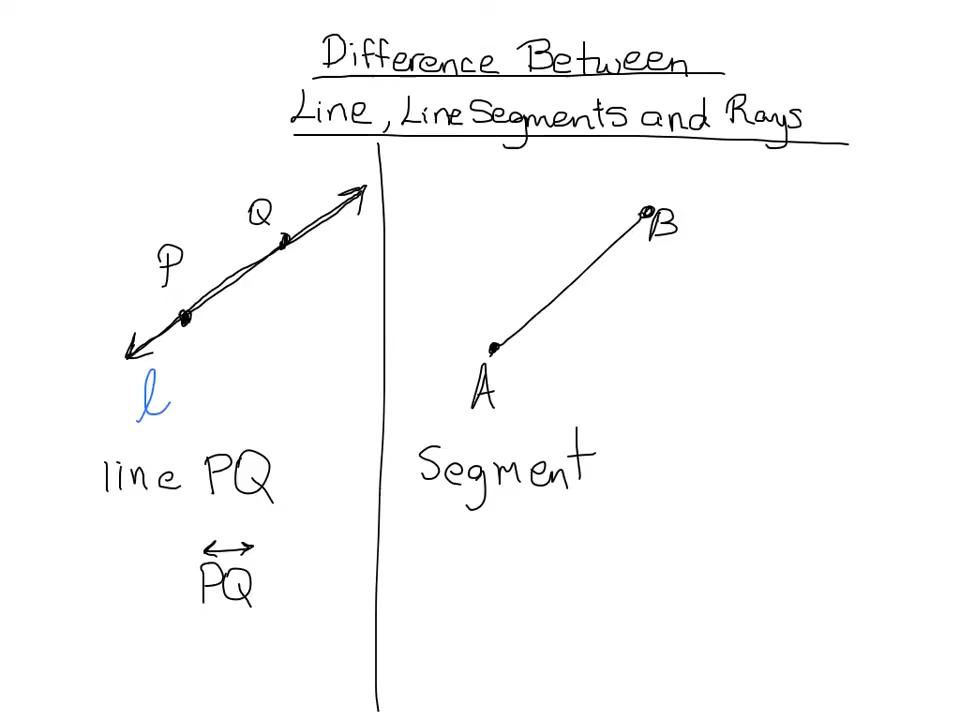 Difference Between
Line, Line Segments and Rays
Q
P
l
line PQ
PQ
B
A
Segment